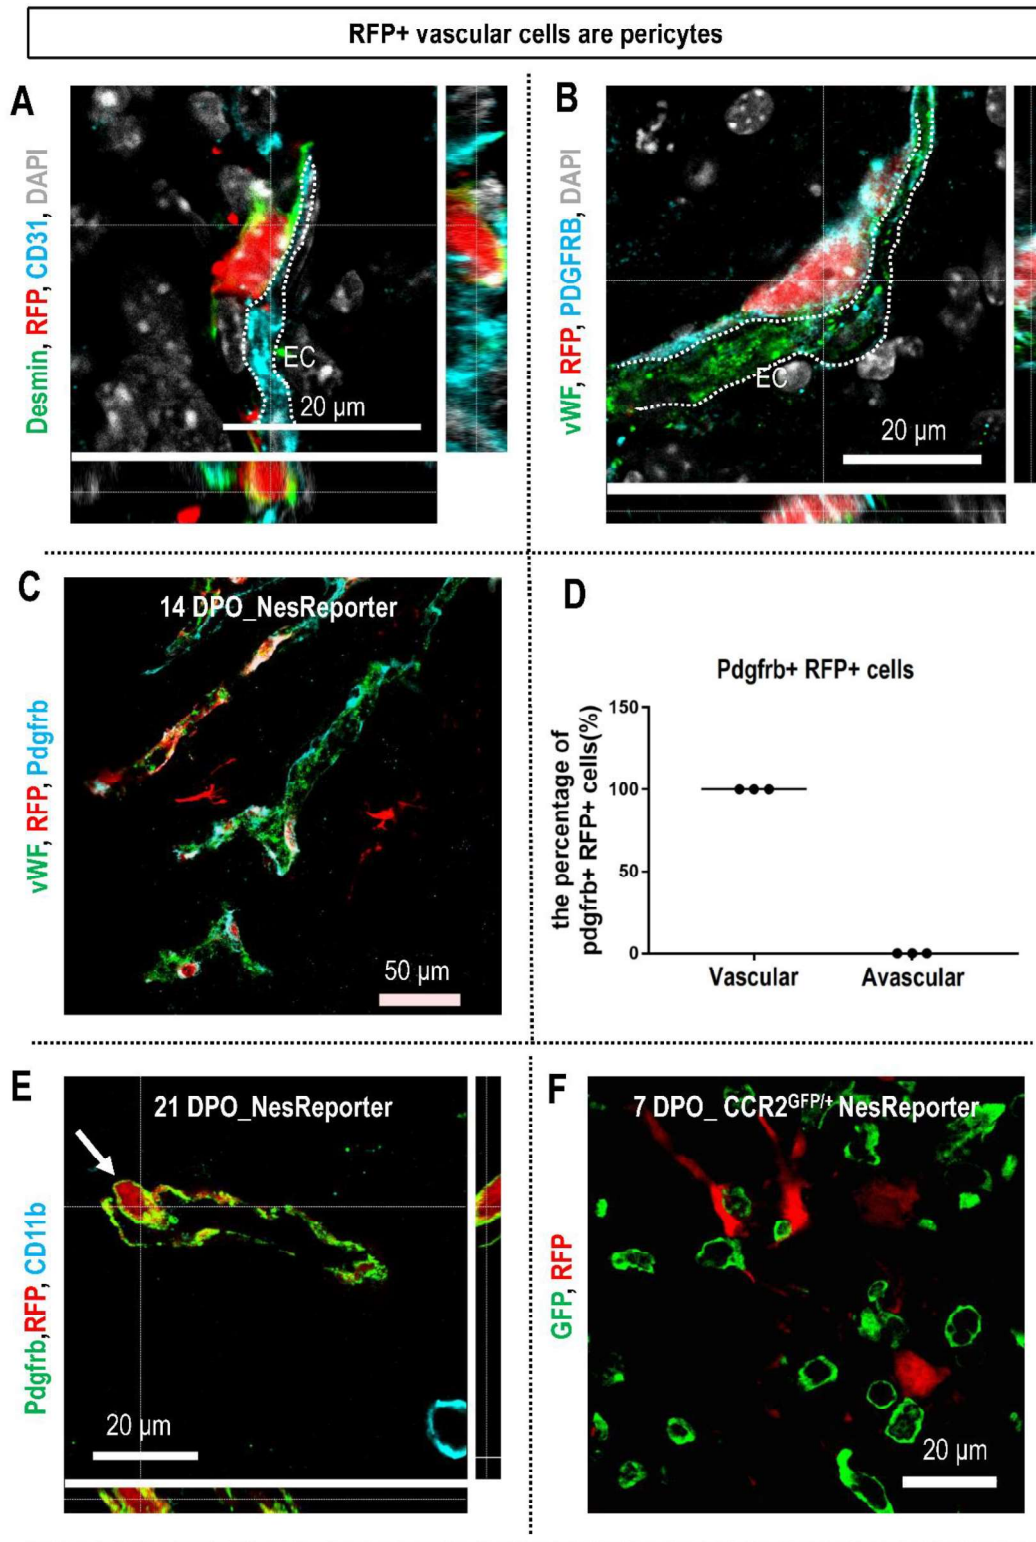 RFP+ vascular cells are pericytes
A
Desmin, RFP, CD31, DAPI
EC
20 µm
B
vWF, RFP, PDGFRB, DAPI
EC
20 µm
C
14 DPO_NesReporter
vWF, RFP, Pdgfrb
50 µm
D
Pdgfrb+ RFP+ cells
the percentage of
pdgfrb+ RFP+ cells(%)
150
100
50
0
Vascular
Avascular
E
21 DPO_NesReporter
Pdgfrb,RFP, CD11b
20 µm
F
7 DPO_ CCR2^GFP/+ NesReporter
GFP, RFP
20 µm